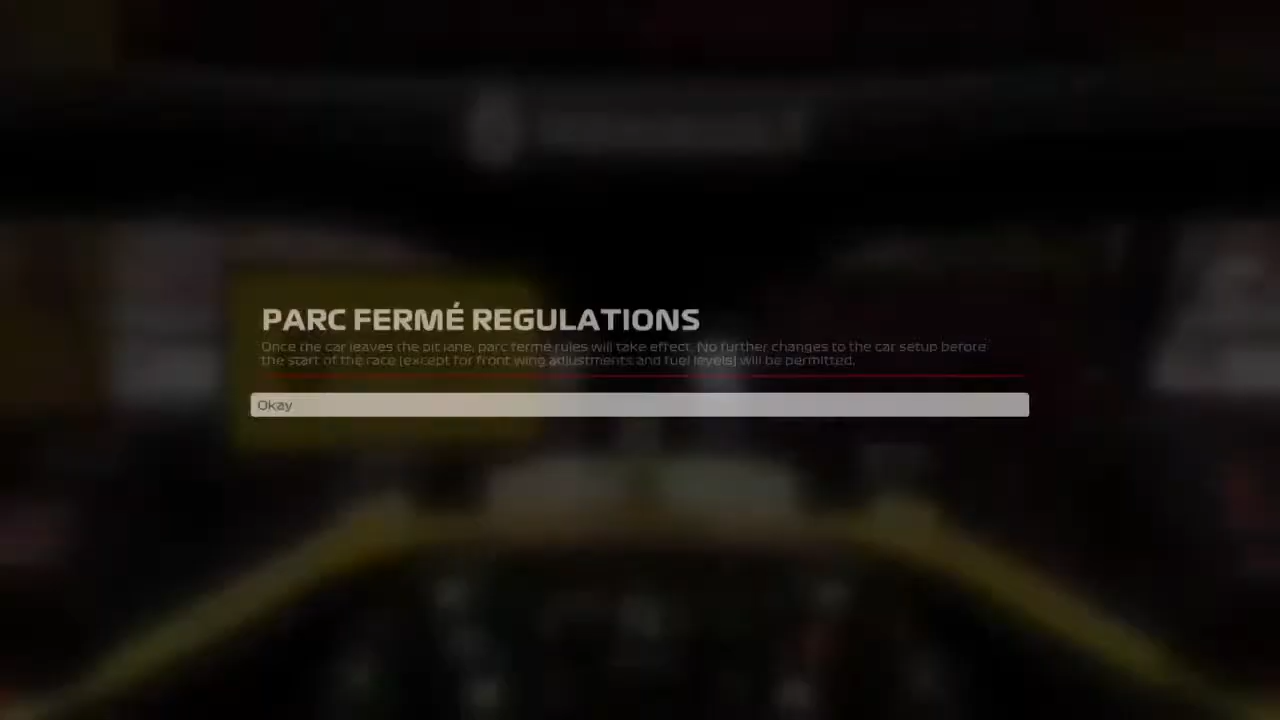 PARC FERMÉ REGULATIONS
Once the car leaves the pit lane, parc fermé rules will take effect. No further changes to the car setup before
the start of the race (except for front wing adjustments and fuel levels) will be permitted.
Okay